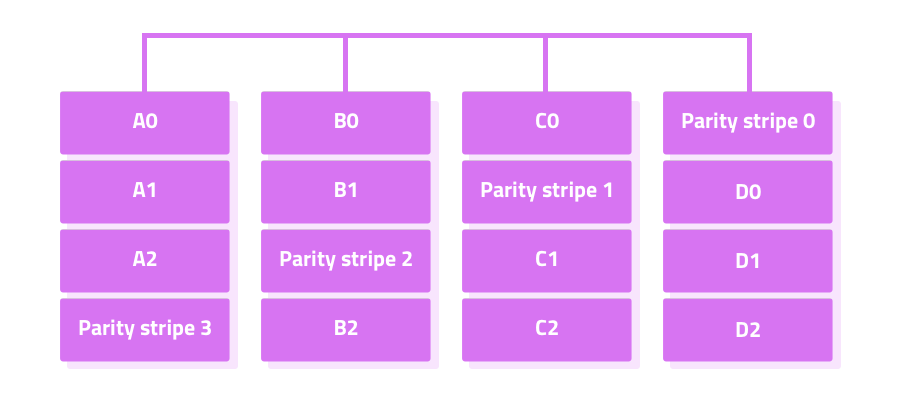 A0 B0 C0 Parity stripe 0
A1 B1 Parity stripe 1 D0
A2 Parity stripe 2 C1 D1
Parity stripe 3 B2 C2 D2